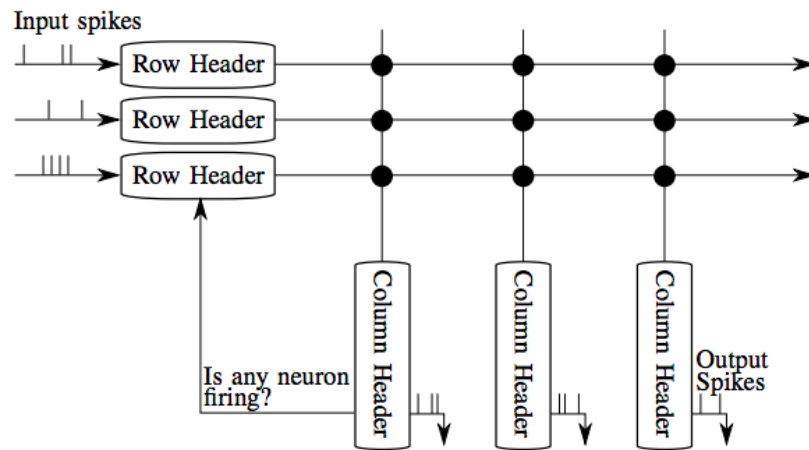 Input spikes
Row Header
Row Header
Row Header
Column Header
Column Header
Column Header
Is any neuron
firing?
Output
Spikes